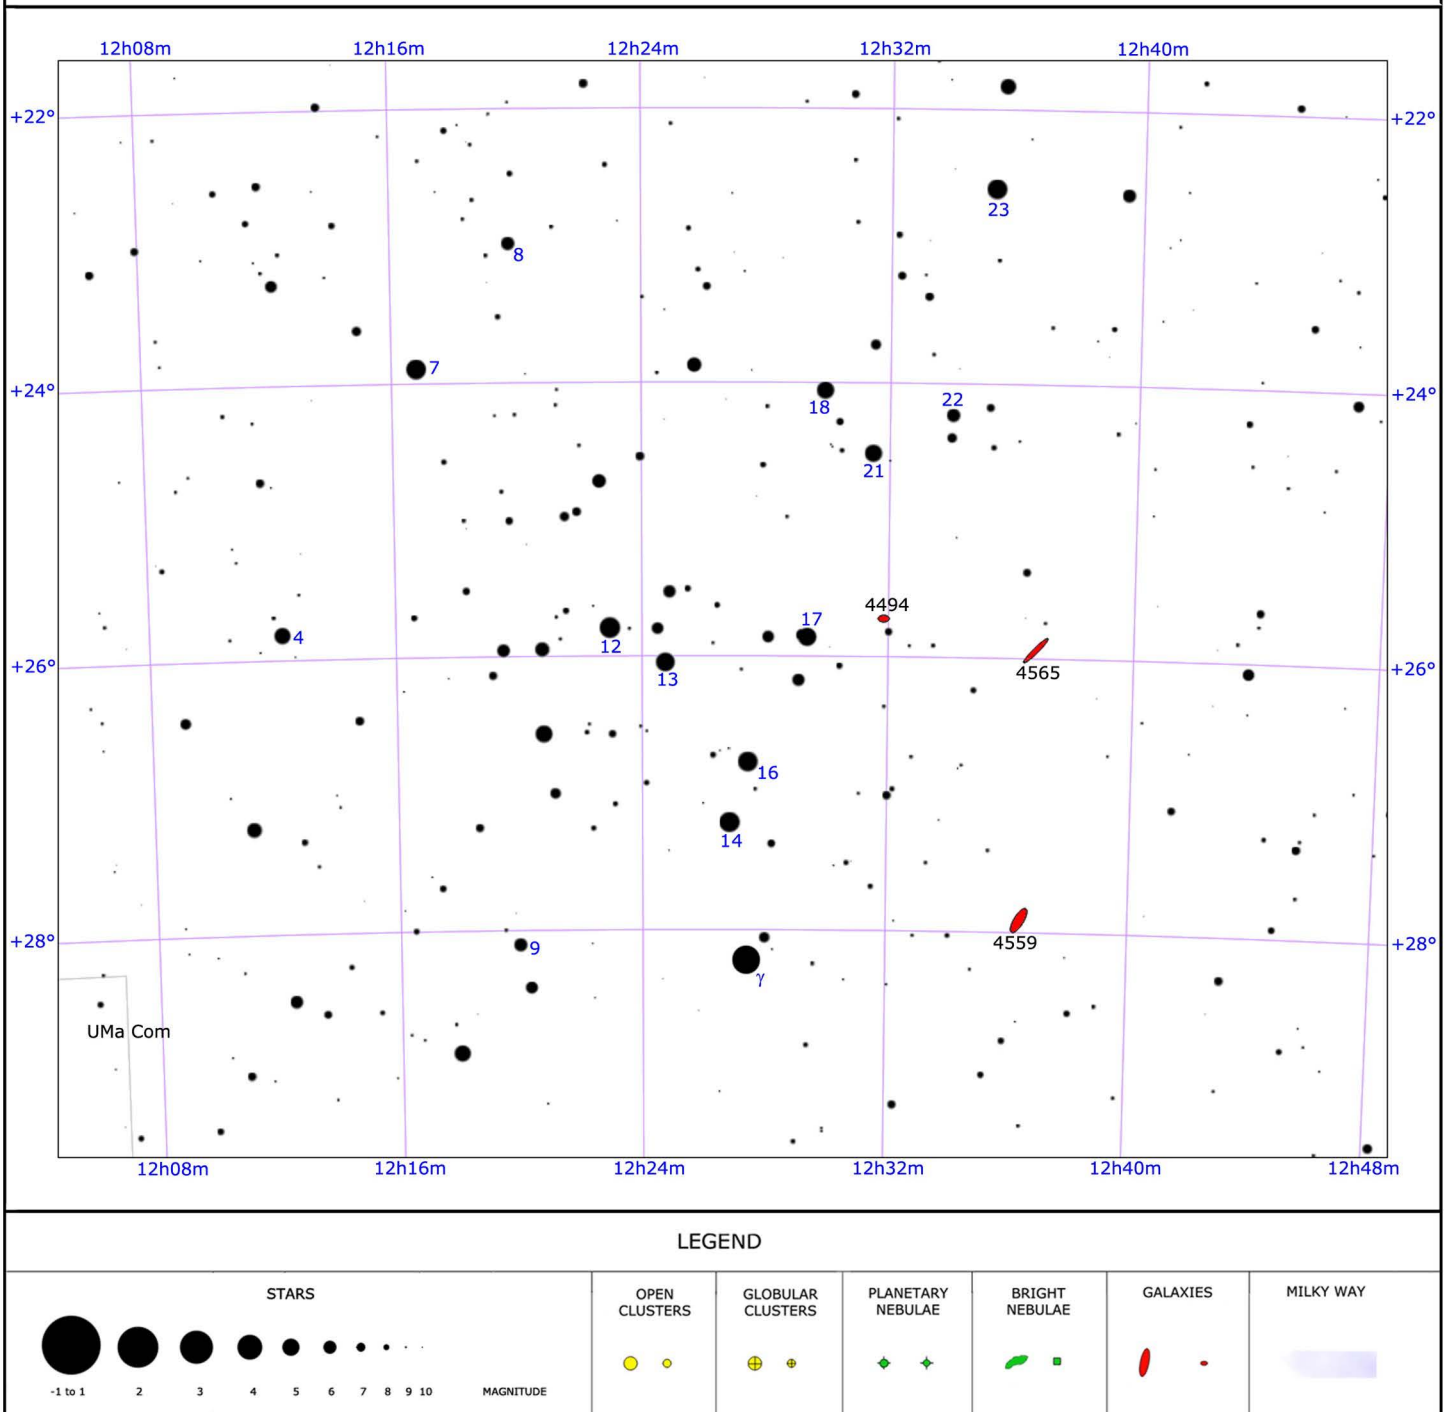 12h08m 12h16m 12h24m 12h32m 12h40m
+22° +22°
23
8
7
+24° +24°
18 22
21
4494
4 12 17
13 4565
+26° +26°
16
14
+28° 9 4559 +28°
γ
UMa Com
12h08m 12h16m 12h24m 12h32m 12h40m 12h48m
LEGEND
STARS
-1 to 1 2 3 4 5 6 7 8 9 10 MAGNITUDE
OPEN
CLUSTERS
GLOBULAR
CLUSTERS
PLANETARY
NEBULAE
BRIGHT
NEBULAE
GALAXIES
MILKY WAY